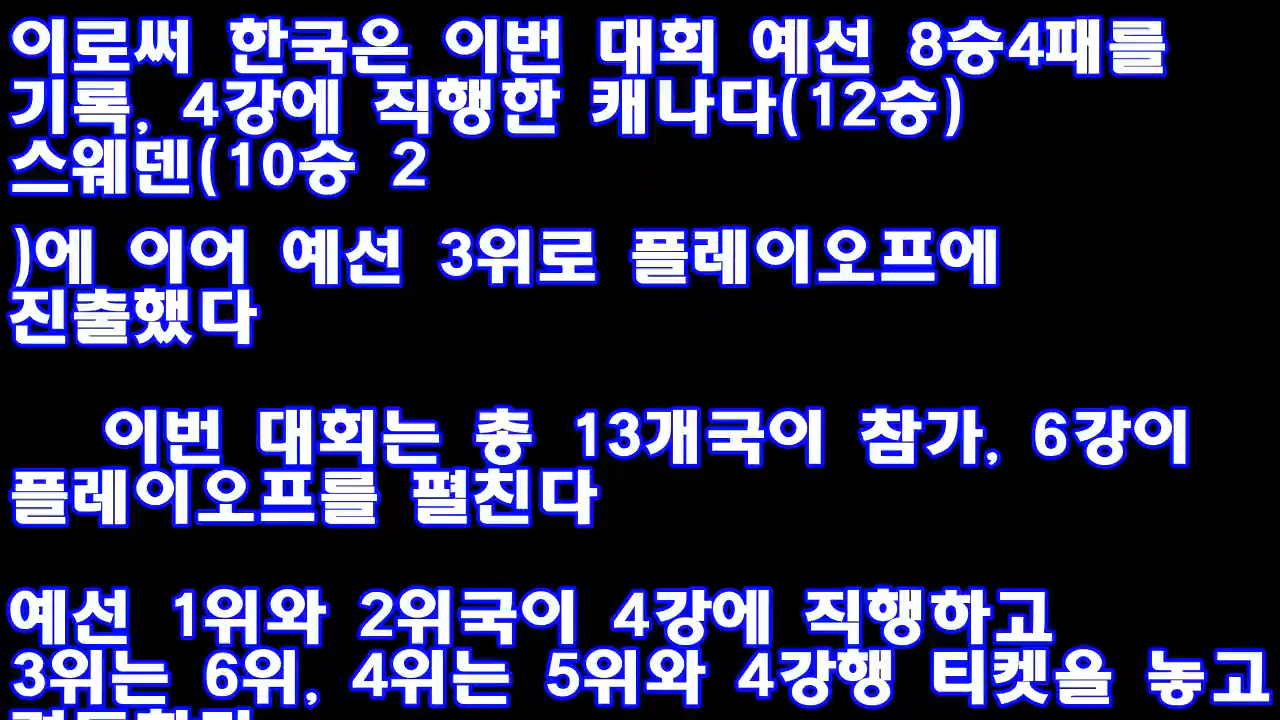 이로써 한국은 이번 대회 예선 8승4패를
기록, 4강에 직행한 캐나다(12승)
스웨덴(10승 2
)에 이어 예선 3위로 플레이오프에
진출했다
이번 대회는 총 13개국이 참가, 6강이
플레이오프를 펼친다
예선 1위와 2위국이 4강에 직행하고
3위는 6위, 4위는 5위와 4강행 티켓을 놓고